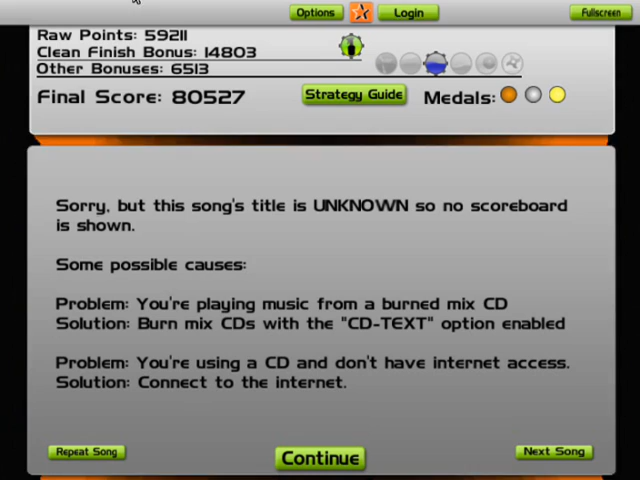 Options
Login
Fullscreen
Raw Points: 59211
Clean Finish Bonus: 14803
Other Bonuses: 6513
Final Score: 80527
Strategy Guide
Medals:
Sorry, but this song's title is UNKNOWN so no scoreboard
is shown.
Some possible causes:
Problem: You're playing music from a burned mix CD
Solution: Burn mix CDs with the "CD-TEXT" option enabled
Problem: You're using a CD and don't have internet access.
Solution: Connect to the internet.
Repeat Song
Continue
Next Song